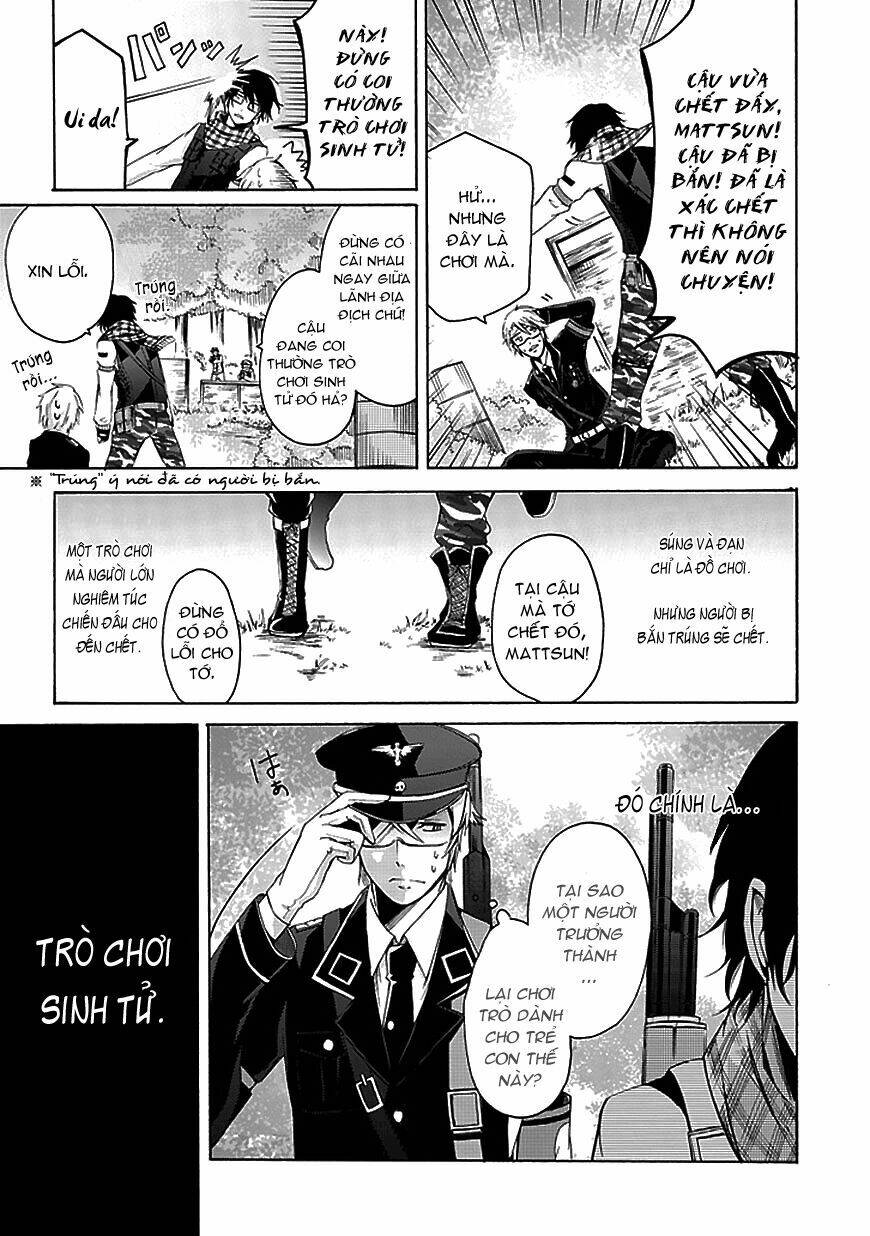 CẬU VỪA
CHẾT ĐẤY,
MATTSUN!
CẬU ĐÃ BỊ
BẮN! ĐÃ LÀ
XÁC CHẾT
THÌ KHÔNG
NÊN NÓI
CHUYỆN!
HỬ...
NHƯNG
ĐÂY LÀ
CHƠI MÀ.
NÀY!
ĐỪNG
CÓ COI
THƯỜNG
TRÒ CHƠI
SINH TỬ!
パンッ
Ui da!
ĐỪNG CÓ
CÃI NHAU
NGAY GIỮA
LÃNH ĐỊA
ĐỊCH CHỨ!
CẬU
ĐANG COI
THƯỜNG TRÒ
CHƠI SINH
TỬ ĐÓ HẢ?
Trúng
rồi.
XIN LỖI.
Trúng
rồi...
※ "Trúng" ý nói đã có người bị bắn.
SÚNG VÀ ĐẠN
CHỈ LÀ ĐỒ CHƠI.
NHƯNG NGƯỜI BỊ
BẮN TRÚNG SẼ CHẾT.
TẠI CẬU
MÀ TỚ
CHẾT ĐÓ,
MATTSUN!
ĐỪNG
CÓ ĐỔ
LỖI CHO
TỚ.
MỘT TRÒ CHƠI
MÀ NGƯỜI LỚN
NGHIÊM TÚC
CHIẾN ĐẤU CHO
ĐẾN CHẾT.
ĐÓ CHÍNH LÀ...
はぁ
TẠI SAO
MỘT NGƯỜI
TRƯỞNG
THÀNH
...
LẠI CHƠI
TRÒ DÀNH
CHO TRẺ
CON THẾ
NÀY?
TRÒ CHƠI
SINH TỬ.